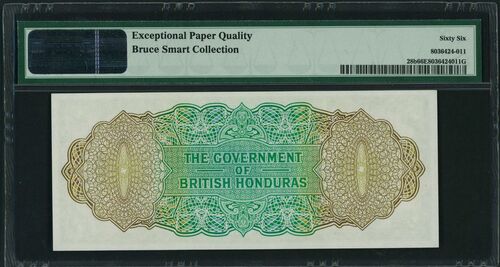 Exceptional Paper Quality
Bruce Smart Collection
Sixty Six
8036424-011
28b66E8036424011G
THE GOVERNMENT
OF
BRITISH HONDURAS